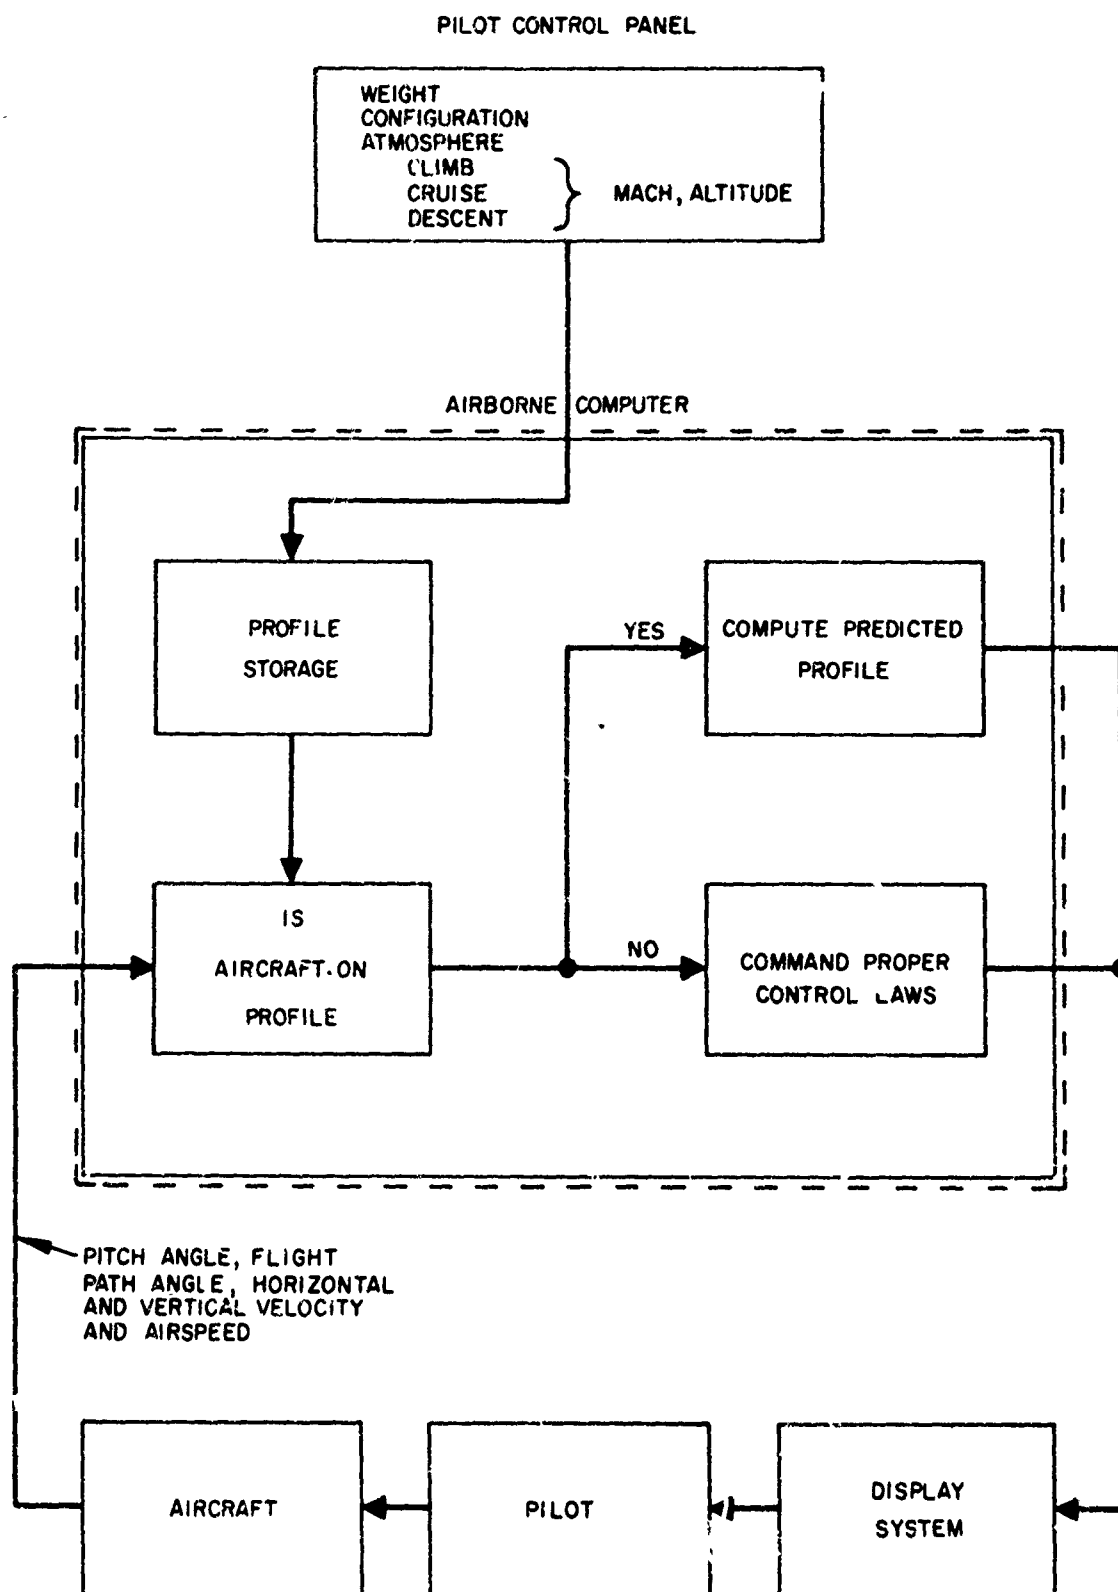 PILOT CONTROL PANEL
WEIGHT
CONFIGURATION
ATMOSPHERE
CLIMB
CRUISE
DESCENT
MACH, ALTITUDE
AIRBORNE COMPUTER
PROFILE
STORAGE
YES
COMPUTE PREDICTED
PROFILE
IS
AIRCRAFT ON
PROFILE
NO
COMMAND PROPER
CONTROL LAWS
PITCH ANGLE, FLIGHT
PATH ANGLE, HORIZONTAL
AND VERTICAL VELOCITY
AND AIRSPEED
AIRCRAFT
PILOT
DISPLAY
SYSTEM